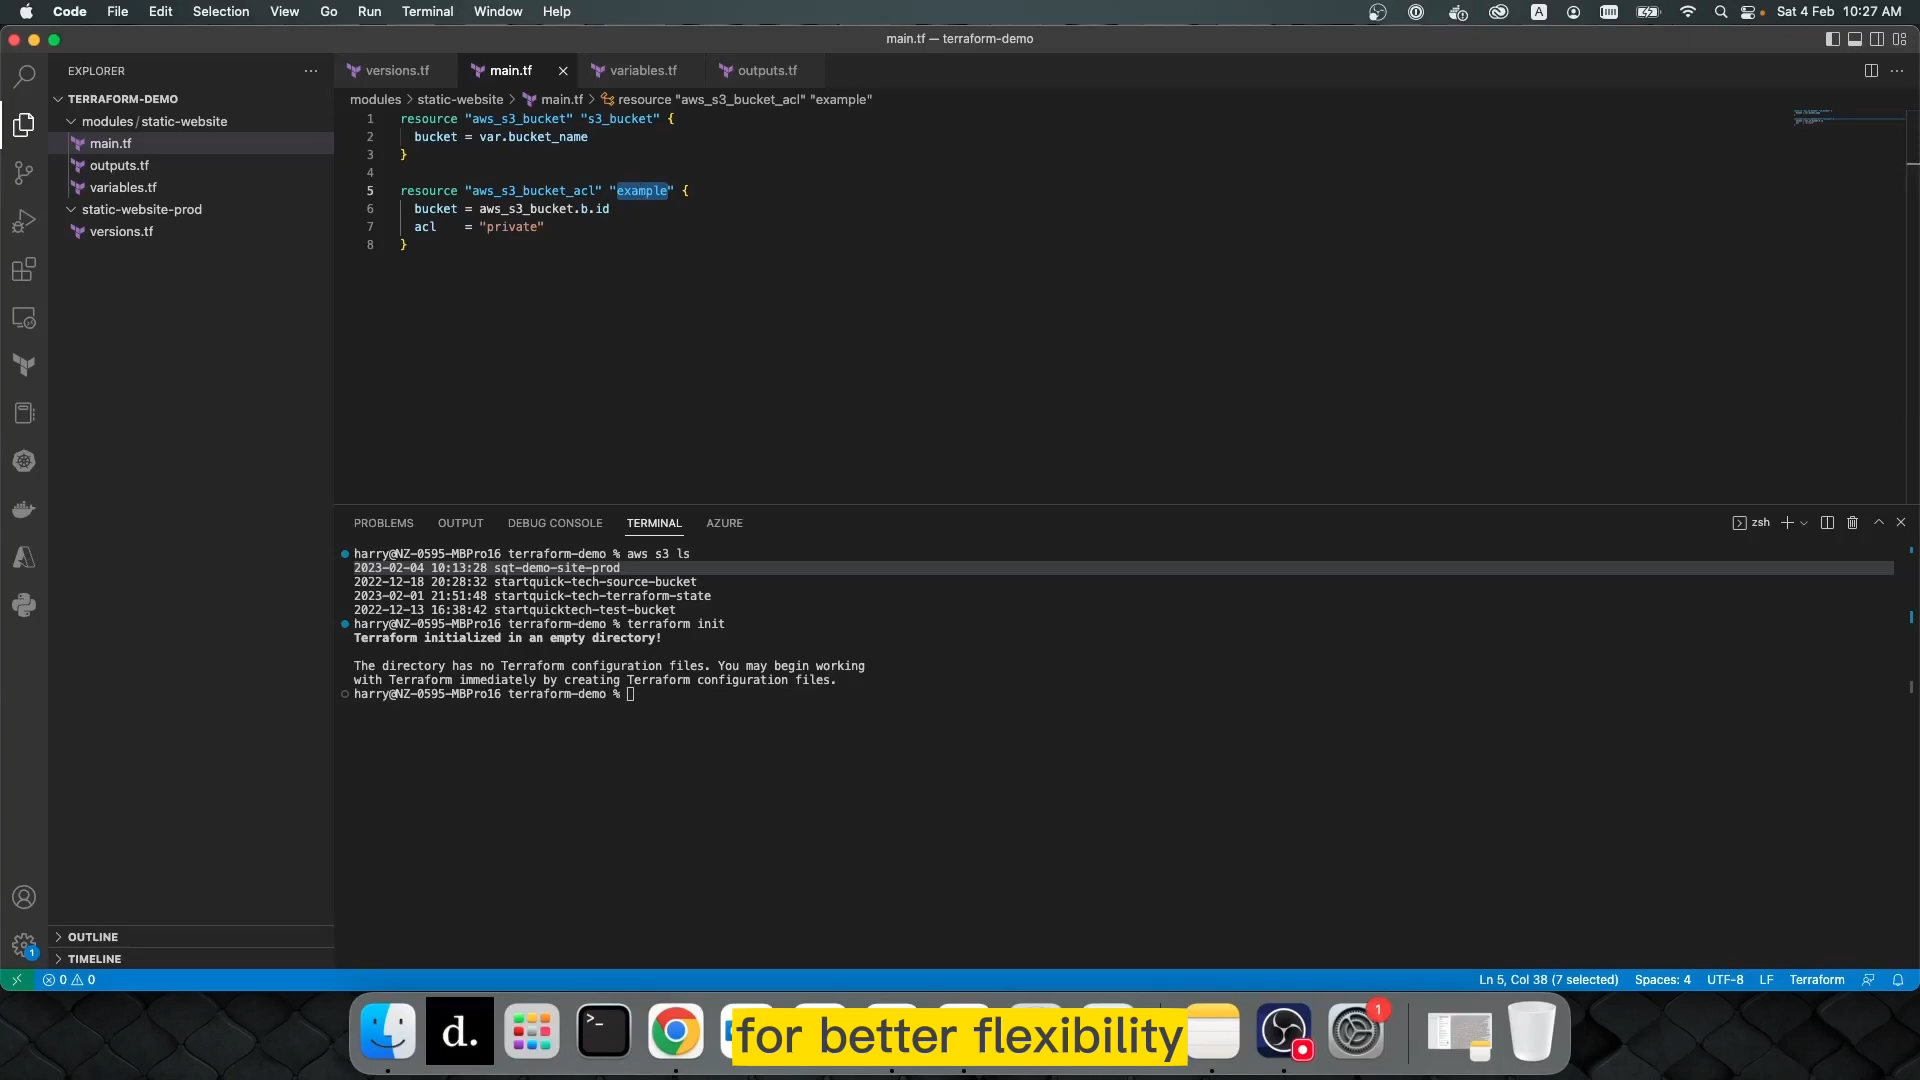 Code File Edit Selection View Go Run Terminal Window Help
A
Sat 4 Feb 10:27 AM
main.tf — terraform-demo
EXPLORER
versions.tf
main.tf
variables.tf
outputs.tf
TERRAFORM-DEMO
modules / static-website
main.tf
outputs.tf
variables.tf
static-website-prod
versions.tf
modules > static-website > main.tf > resource "aws_s3_bucket_acl" "example"
1 resource "aws_s3_bucket" "s3_bucket" {
2 bucket = var.bucket_name
3 }
4
5 resource "aws_s3_bucket_acl" "example" {
6 bucket = aws_s3_bucket.b.id
7 acl    = "private"
8 }
PROBLEMS OUTPUT DEBUG CONSOLE TERMINAL AZURE
zsh
harry@NZ-0595-MBPro16 terraform-demo % aws s3 ls
2023-02-04 10:13:28 sqt-demo-site-prod
2022-12-18 20:28:32 startquick-tech-source-bucket
2023-02-01 21:51:48 startquick-tech-terraform-state
2022-12-13 16:38:42 startquicktech-test-bucket
harry@NZ-0595-MBPro16 terraform-demo % terraform init
Terraform initialized in an empty directory!
The directory has no Terraform configuration files. You may begin working
with Terraform immediately by creating Terraform configuration files.
harry@NZ-0595-MBPro16 terraform-demo %
OUTLINE
TIMELINE
1
0 0
Ln 5, Col 38 (7 selected) Spaces: 4 UTF-8 LF Terraform
d.
>_
1
for better flexibility